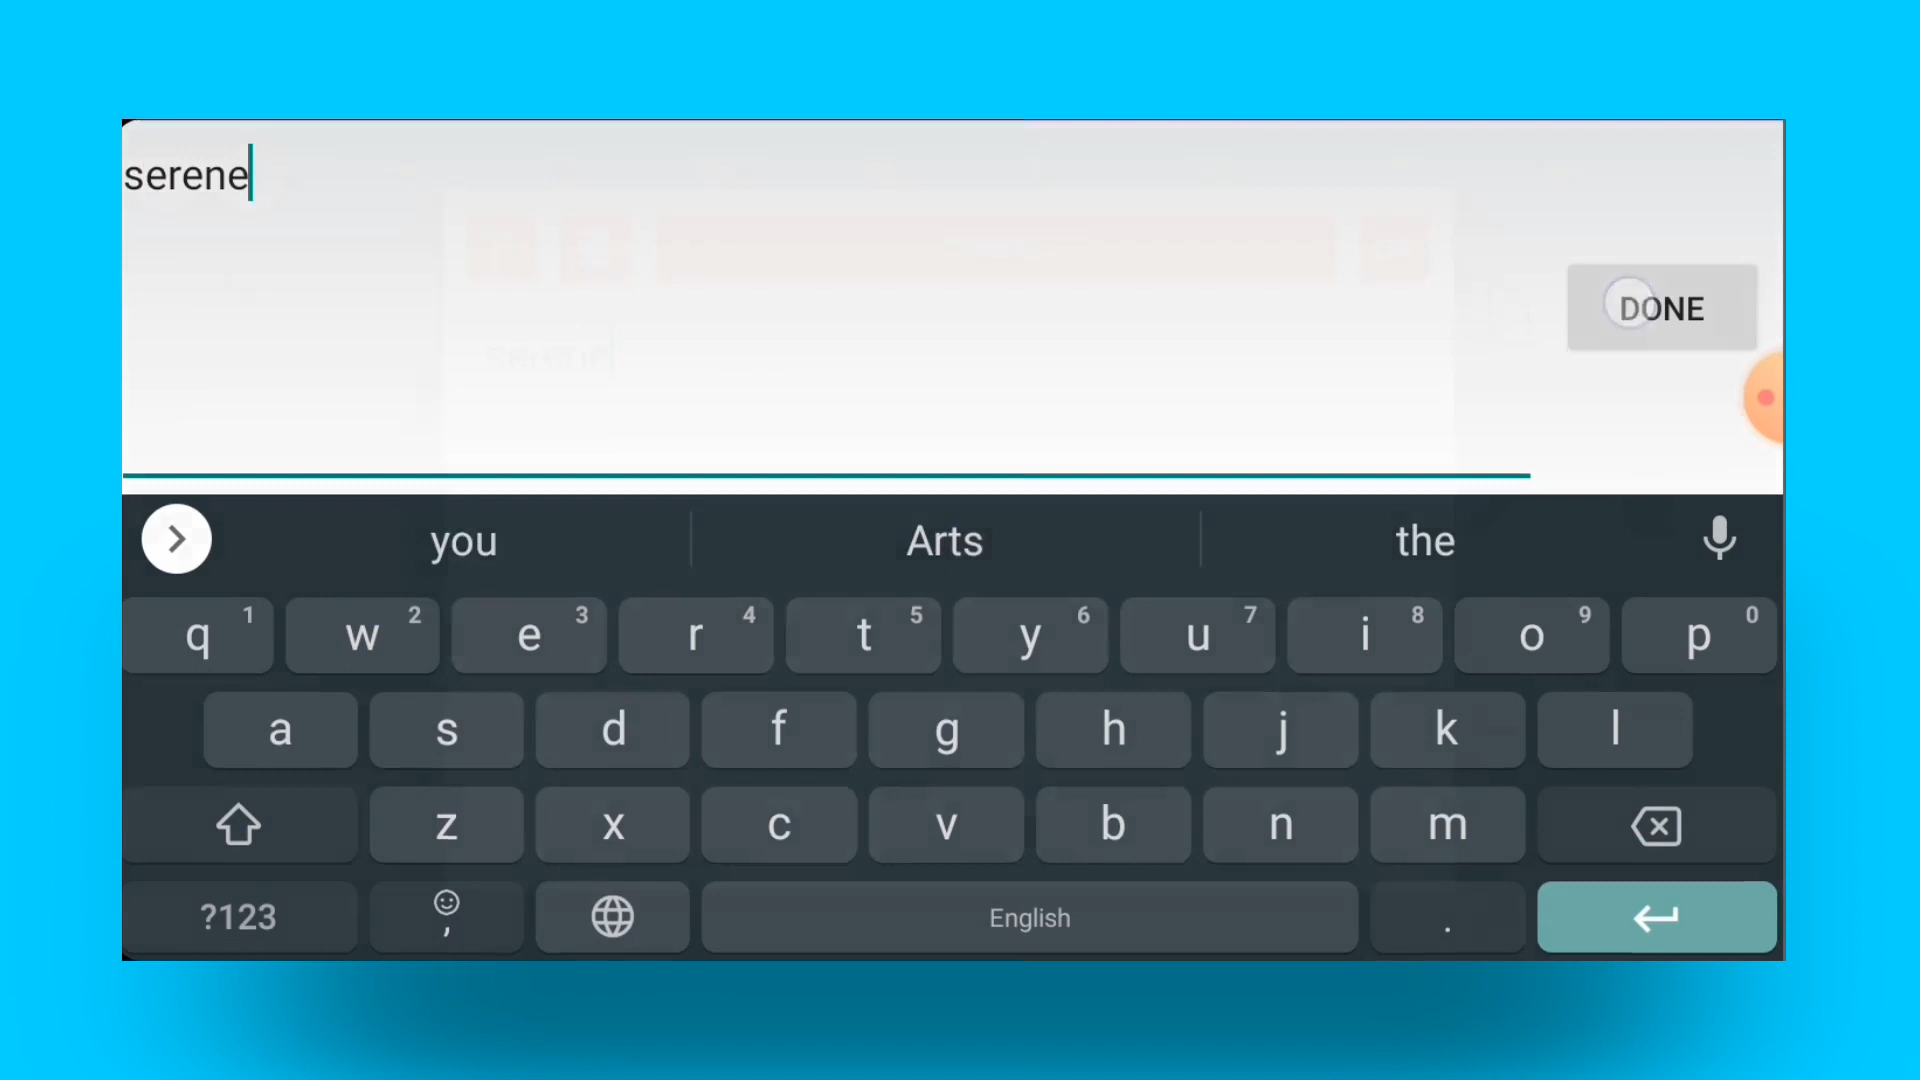 serene
DONE
you Arts the
q 1 w 2 e 3 r 4 t 5 y 6 u 7 i 8 o 9 p 0
a s d f g h j k l
z x c v b n m
?123 , English .